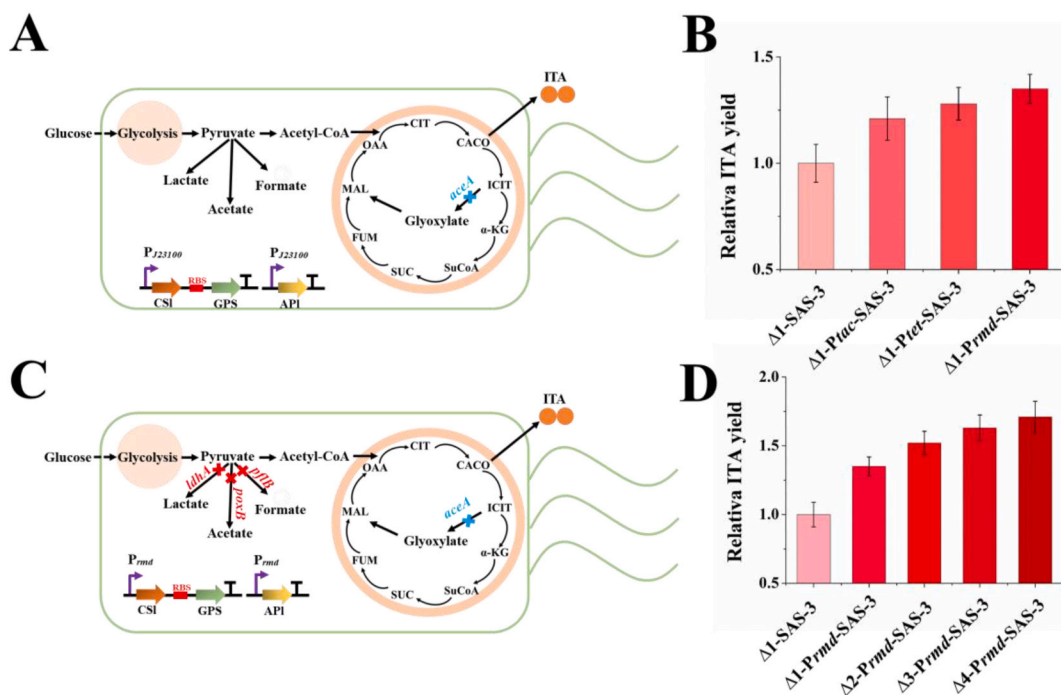 A
ITA
Glucose
Glycolysis
Pyruvate
Acetyl-CoA
OAA
CIT
CACO
Lactate
Formate
Acetate
MAL
aceA
ICIT
Glyoxylate
α-KG
FUM
SUC
SuCoA
PJ23100
PJ23100
RBS
CSl
GPS
APl
B
Relativa ITA yield
1.5
1.0
0.5
Δ1-SAS-3
Δ1-Ptac-SAS-3
Δ1-Ptet-SAS-3
Δ1-Prmd-SAS-3
C
ITA
Glucose
Glycolysis
Pyruvate
Acetyl-CoA
OAA
CIT
CACO
ldhA
poxB
pflB
Lactate
Formate
Acetate
MAL
aceA
ICIT
Glyoxylate
α-KG
FUM
SUC
SuCoA
Prmd
Prmd
RBS
CSl
GPS
APl
D
Relativa ITA yield
2.0
1.5
1.0
0.5
Δ1-SAS-3
Δ1-Prmd-SAS-3
Δ2-Prmd-SAS-3
Δ3-Prmd-SAS-3
Δ4-Prmd-SAS-3